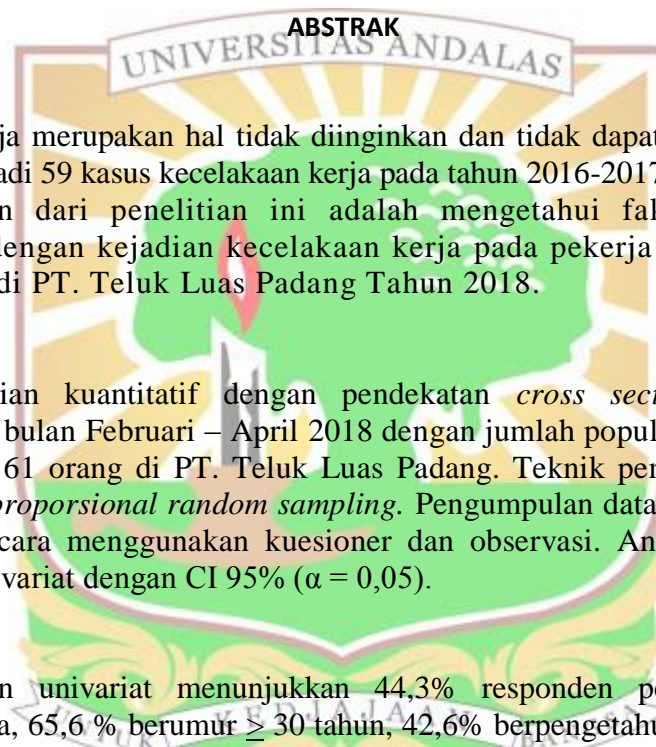 ABSTRAK
UNIVERSITAS ANDALAS
ja merupakan hal tidak diinginkan dan tidak dapat
adi 59 kasus kecelakaan kerja pada tahun 2016-2017
n dari penelitian ini adalah mengetahui fak
dengan kejadian kecelakaan kerja pada pekerja
di PT. Teluk Luas Padang Tahun 2018.
ian kuantitatif dengan pendekatan cross sec
bulan Februari – April 2018 dengan jumlah popul
61 orang di PT. Teluk Luas Padang. Teknik pen
proporsional random sampling. Pengumpulan data
cara menggunakan kuesioner dan observasi. An
variat dengan CI 95% (α = 0,05).
n univariat menunjukkan 44,3% responden p
a, 65,6 % berumur ≥ 30 tahun, 42,6% berpengetahu